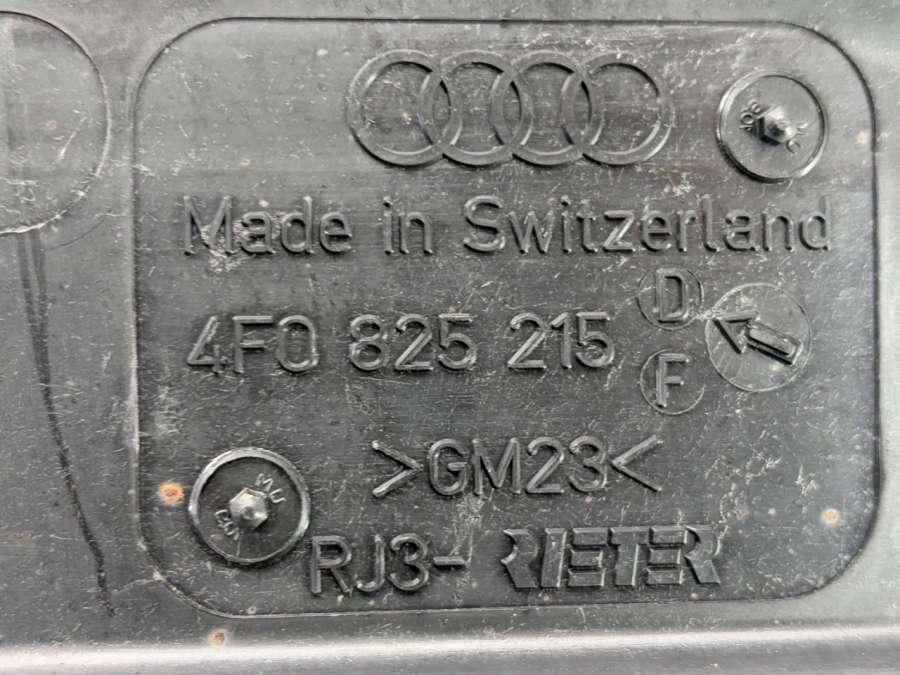 Made in Switzerland
4F0 825 215 D
F
>GM23<
RJ3- RIETER